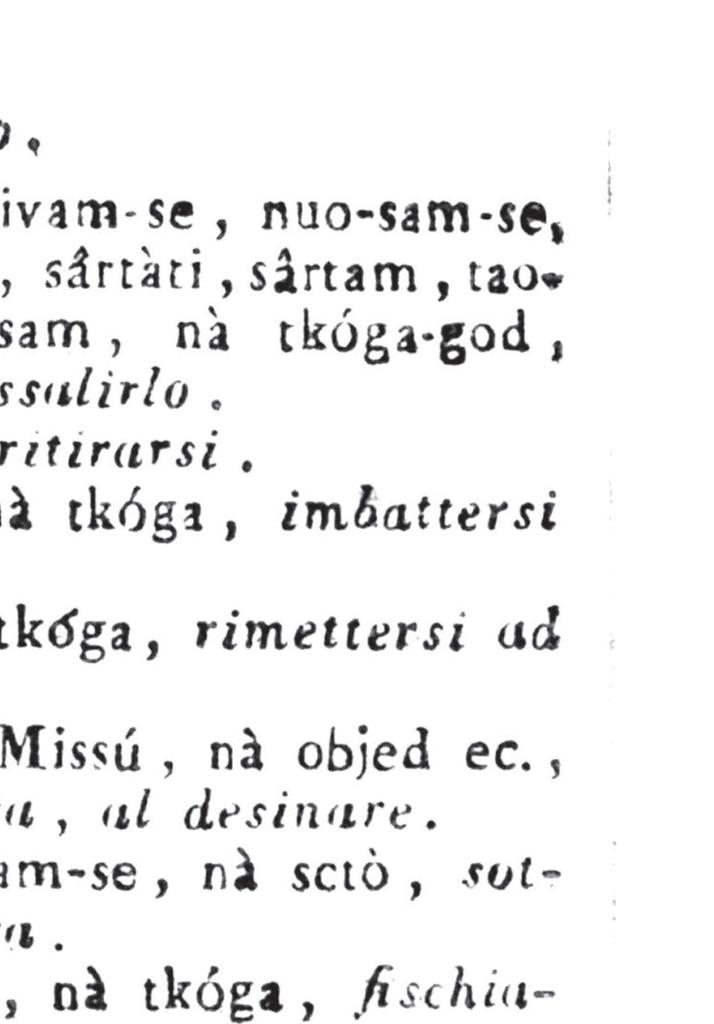 o.
ivam-se, nuo-sam-se,
, sârtàti, sârtam, tao-
sam, nà tkóga-god,
ssalirlo.
ritirarsi.
nà tkóga, imbattersi
tkóga, rimettersi ad
Missú, nà objed ec.,
a, al desinare.
am-se, nà sctò, sot-
a.
, nà tkóga, fischia-